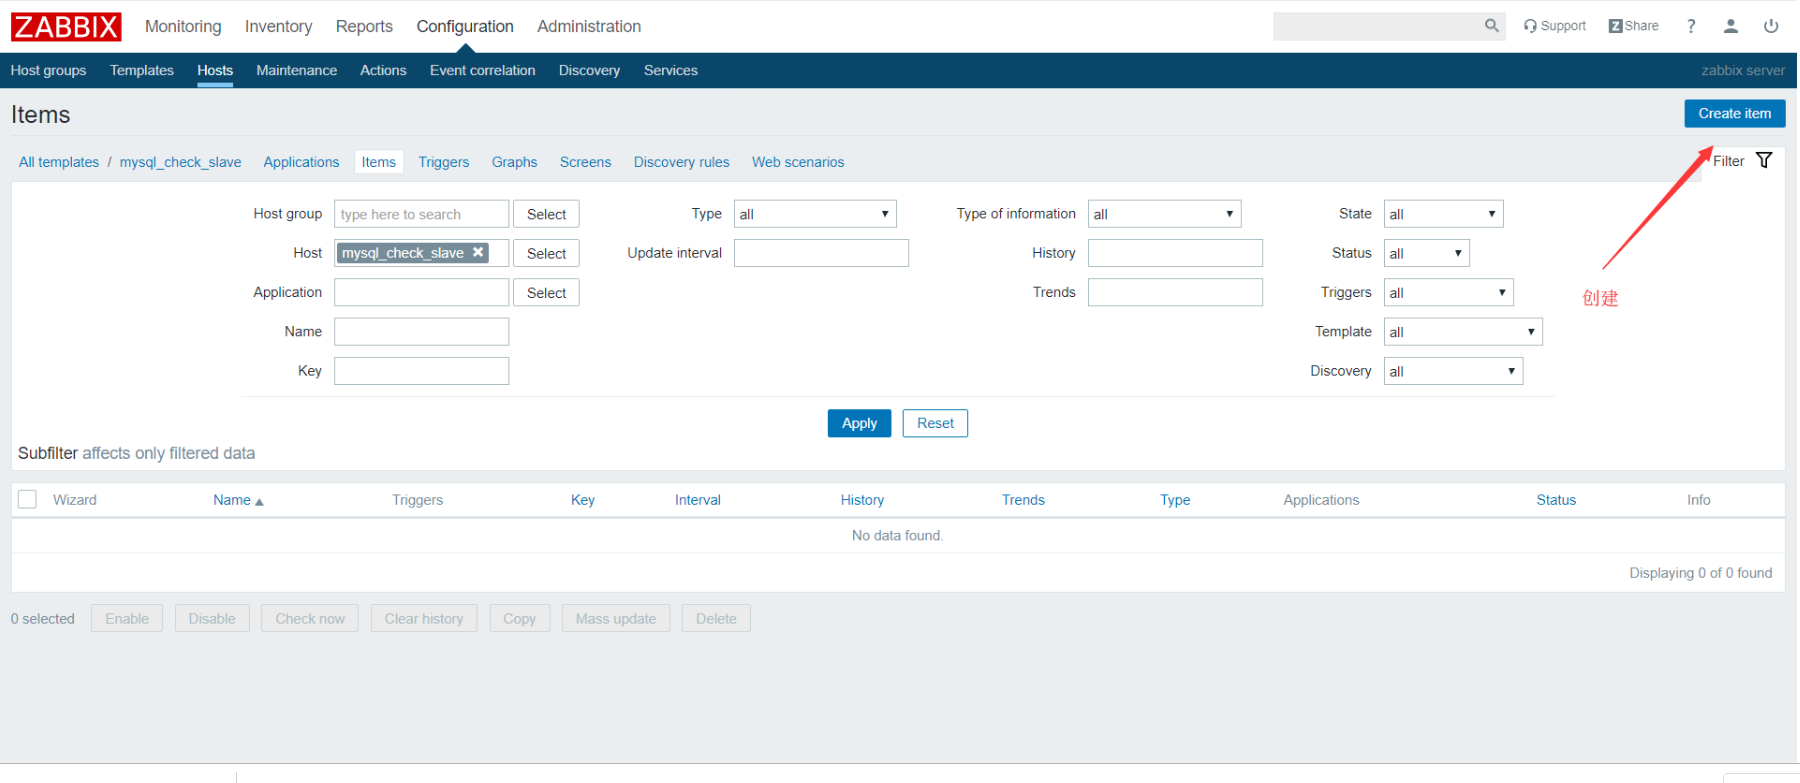 ZABBIX Monitoring Inventory Reports Configuration Administration Support Z Share ?
Host groups Templates Hosts Maintenance Actions Event correlation Discovery Services zabbix server
Items Create item
All templates / mysql_check_slave Applications Items Triggers Graphs Screens Discovery rules Web scenarios Filter
Host group type here to search Select Type all Type of information all State all
Host mysql_check_slave Select Update interval History Status all
Application Select Trends Triggers all
创建
Name Template all
Key Discovery all
Apply Reset
Subfilter affects only filtered data
Wizard Name Triggers Key Interval History Trends Type Applications Status Info
No data found.
Displaying 0 of 0 found
0 selected Enable Disable Check now Clear history Copy Mass update Delete